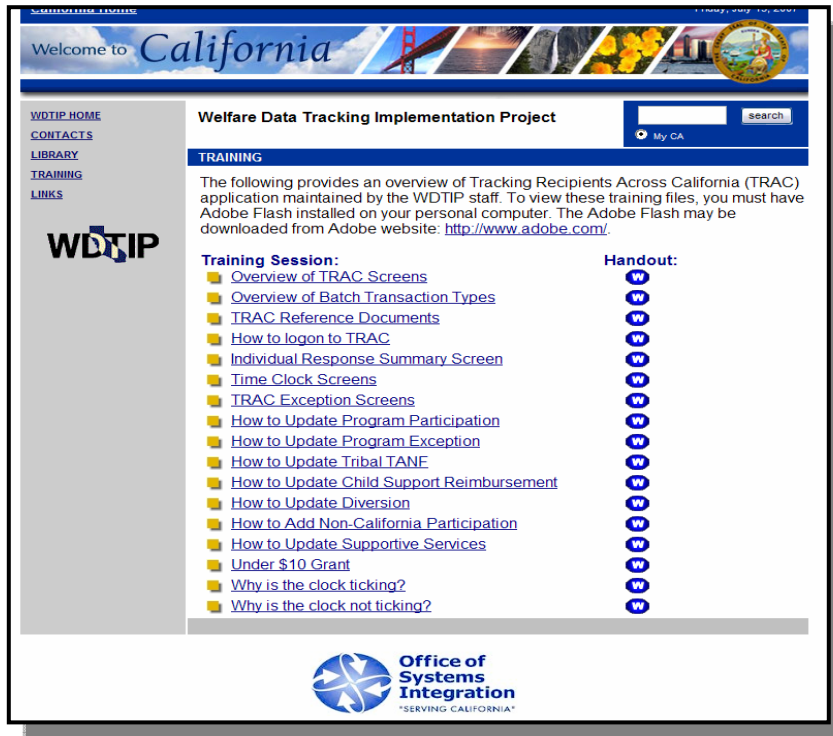 California Home
Friday, July 13, 2007
Welcome to California
WDTIP HOME
CONTACTS
LIBRARY
TRAINING
LINKS
WDTIP
Welfare Data Tracking Implementation Project
search
My CA
TRAINING
The following provides an overview of Tracking Recipients Across California (TRAC)
application maintained by the WDTIP staff. To view these training files, you must have
Adobe Flash installed on your personal computer. The Adobe Flash may be
downloaded from Adobe website: http://www.adobe.com/.
Training Session: Handout:
Overview of TRAC Screens W
Overview of Batch Transaction Types W
TRAC Reference Documents W
How to logon to TRAC W
Individual Response Summary Screen W
Time Clock Screens W
TRAC Exception Screens W
How to Update Program Participation W
How to Update Program Exception W
How to Update Tribal TANF W
How to Update Child Support Reimbursement W
How to Update Diversion W
How to Add Non-California Participation W
How to Update Supportive Services W
Under $10 Grant W
Why is the clock ticking? W
Why is the clock not ticking? W
Office of
Systems
Integration
"SERVING CALIFORNIA"